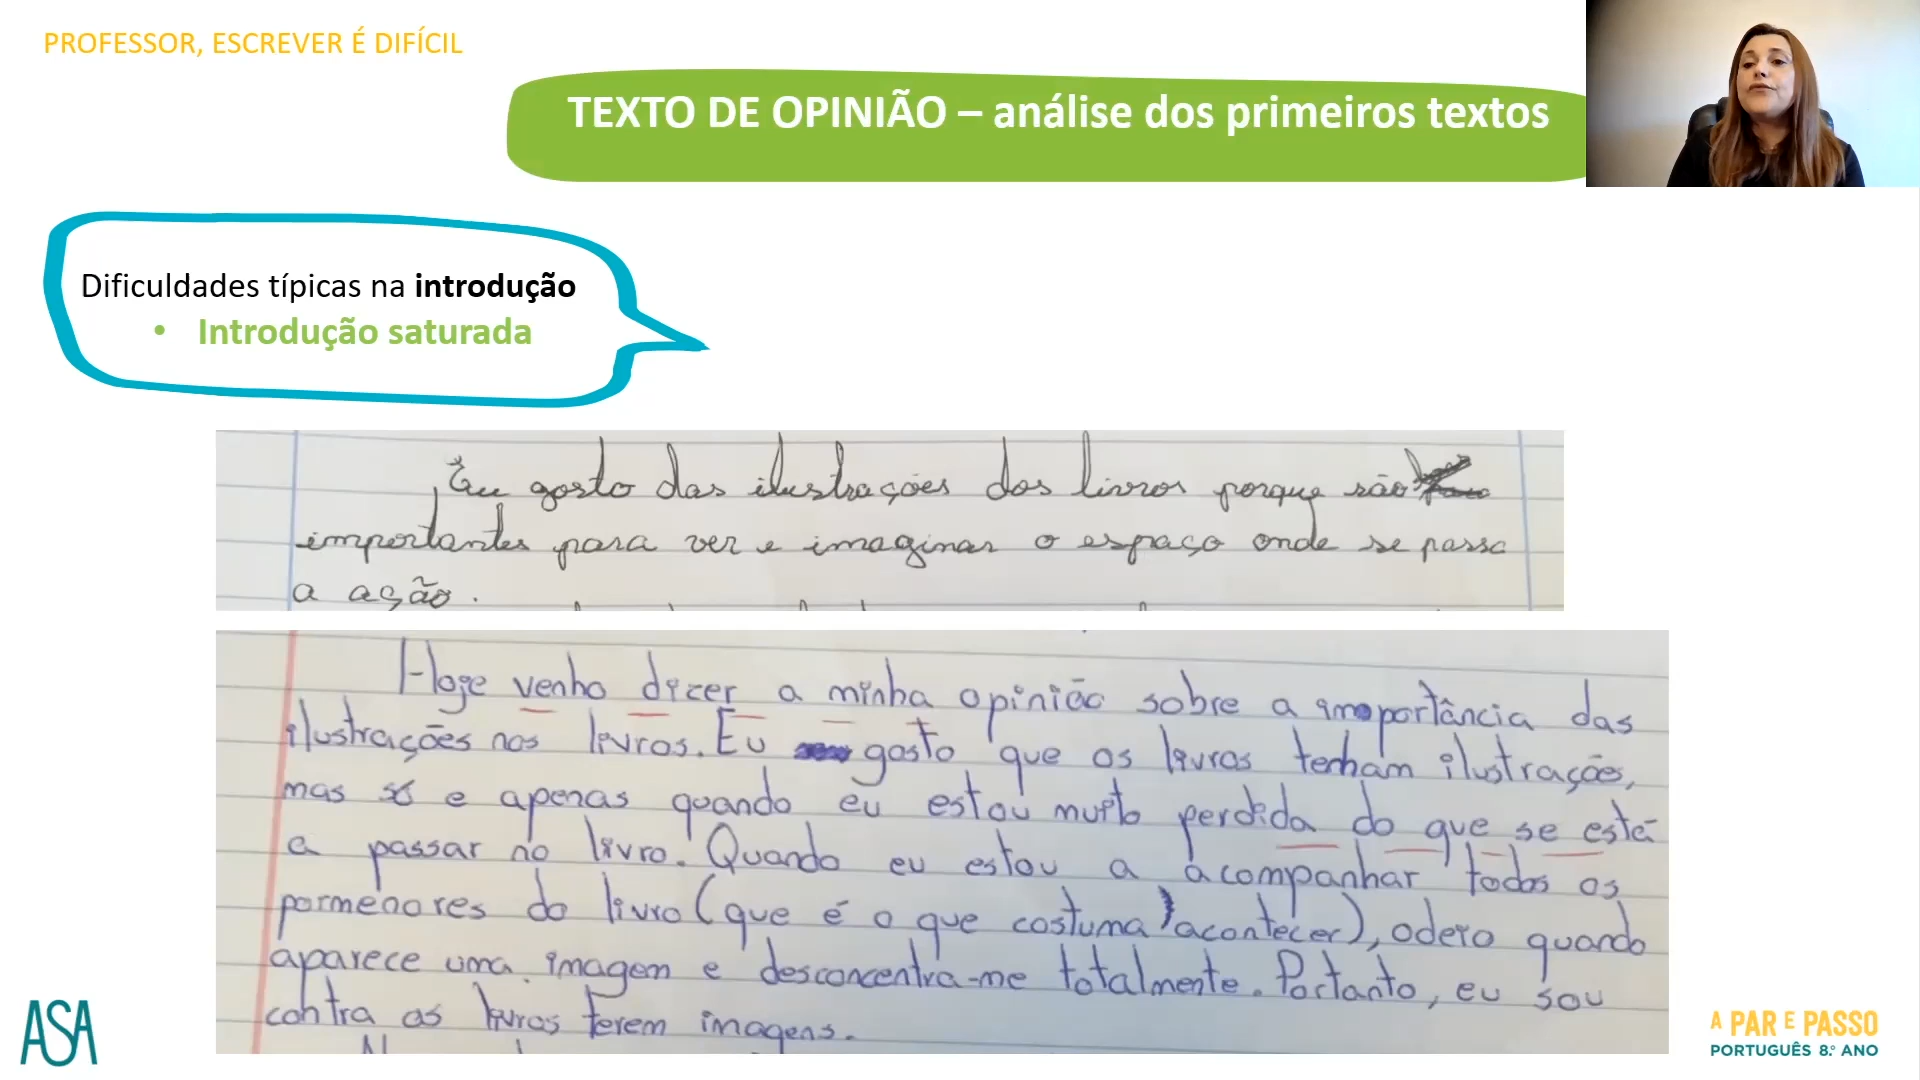 PROFESSOR, ESCREVER É DIFÍCIL
TEXTO DE OPINIÃO – análise dos primeiros textos
Dificuldades típicas na introdução
• Introdução saturada
Eu gosto das ilustrações dos livros porque são
importantes para ver e imaginar o espaço onde se passa
a ação.
Hoje venho dizer a minha opinião sobre a importância das
ilustrações nos livros. Eu gosto que os livros tenham ilustrações,
mas só e apenas quando eu estou muito perdida do que se está
a passar no livro. Quando eu estou a acompanhar todos os
pormenores do livro (que é o que costuma acontecer), odeio quando
aparece uma imagem e desconcentra-me totalmente. Portanto, eu sou
contra os livros terem imagens.
ASA
A PAR E PASSO
PORTUGUÊS 8.º ANO